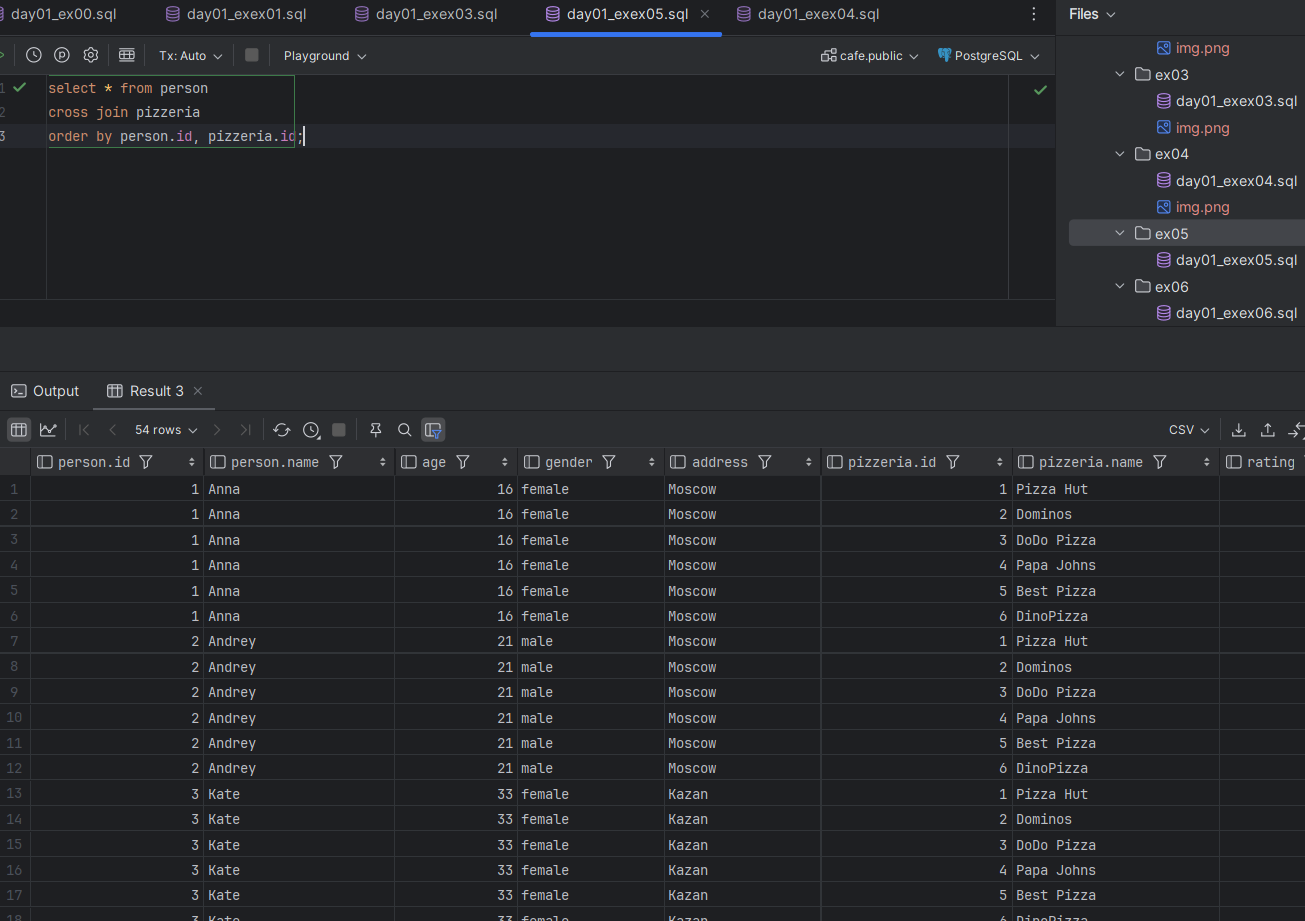 day01_ex00.sql day01_exex01.sql day01_exex03.sql day01_exex05.sql day01_exex04.sql Files
Tx: Auto Playground cafe.public PostgreSQL
img.png
ex03
day01_exex03.sql
img.png
ex04
day01_exex04.sql
img.png
ex05
day01_exex05.sql
ex06
day01_exex06.sql
1 select * from person
2 cross join pizzeria
3 order by person.id, pizzeria.id;
Output Result 3
54 rows CSV
person.id person.name age gender address pizzeria.id pizzeria.name rating
1 1 Anna 16 female Moscow 1 Pizza Hut
2 1 Anna 16 female Moscow 2 Dominos
3 1 Anna 16 female Moscow 3 DoDo Pizza
4 1 Anna 16 female Moscow 4 Papa Johns
5 1 Anna 16 female Moscow 5 Best Pizza
6 1 Anna 16 female Moscow 6 DinoPizza
7 2 Andrey 21 male Moscow 1 Pizza Hut
8 2 Andrey 21 male Moscow 2 Dominos
9 2 Andrey 21 male Moscow 3 DoDo Pizza
10 2 Andrey 21 male Moscow 4 Papa Johns
11 2 Andrey 21 male Moscow 5 Best Pizza
12 2 Andrey 21 male Moscow 6 DinoPizza
13 3 Kate 33 female Kazan 1 Pizza Hut
14 3 Kate 33 female Kazan 2 Dominos
15 3 Kate 33 female Kazan 3 DoDo Pizza
16 3 Kate 33 female Kazan 4 Papa Johns
17 3 Kate 33 female Kazan 5 Best Pizza
18 3 Kate 33 female Kazan 6 DinoPizza